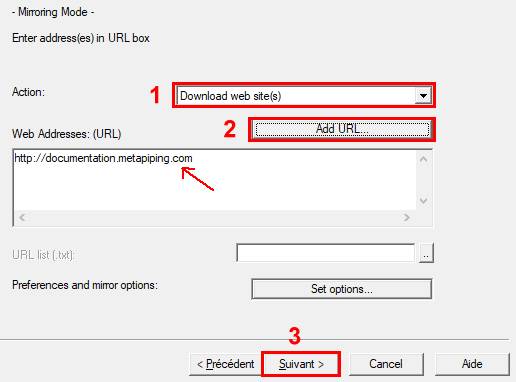 - Mirroring Mode -
Enter address(es) in URL box
Action:
1
Download web site(s)
2
Add URL...
Web Addresses: (URL)
http://documentation.metapiping.com
URL list (.txt):
..
Preferences and mirror options:
Set options...
3
< Précédent
Suivant >
Cancel
Aide